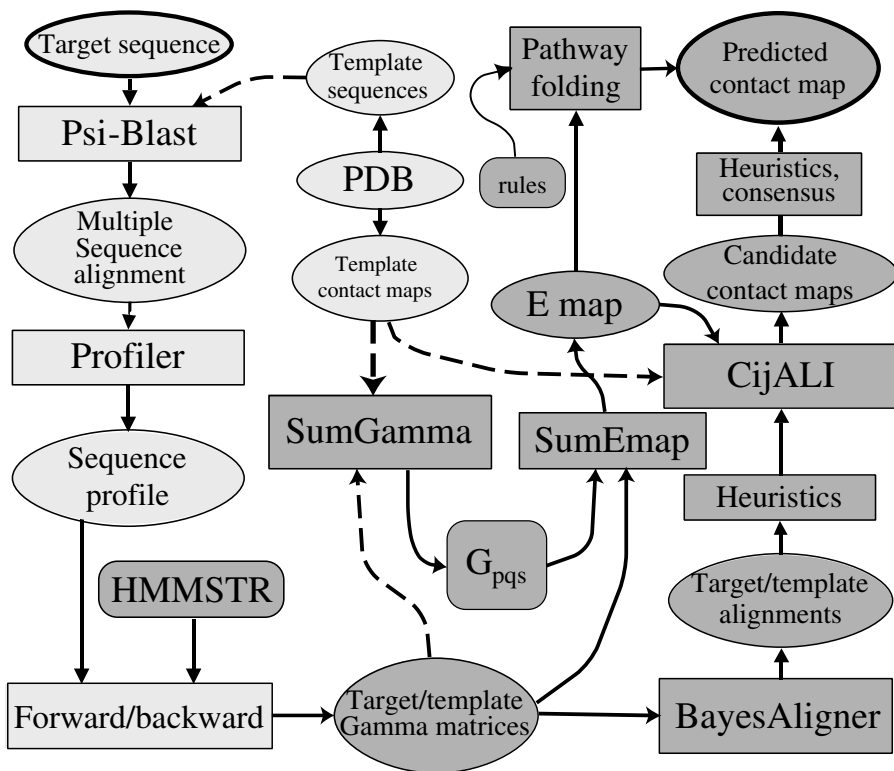 Target sequence
Psi-Blast
Multiple
Sequence
alignment
Profiler
Sequence
profile
HMMSTR
Forward/backward
Template
sequences
PDB
Template
contact maps
SumGamma
G_pqs
Target/template
Gamma matrices
Pathway
folding
rules
E map
SumEmap
Predicted
contact map
Heuristics,
consensus
Candidate
contact maps
CijALI
Heuristics
Target/template
alignments
BayesAligner